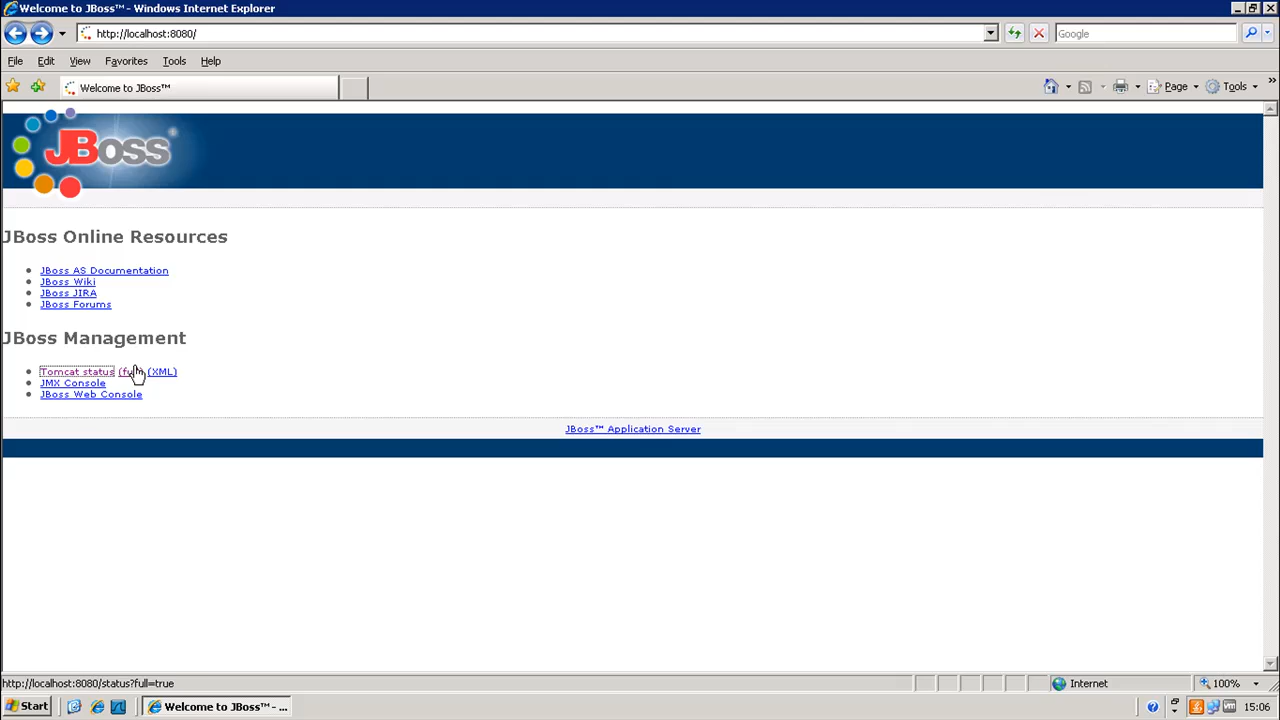 Welcome to JBoss™ - Windows Internet Explorer
http://localhost:8080/
Google
File Edit View Favorites Tools Help
Welcome to JBoss™
Page Tools
JBoss®
JBoss Online Resources
JBoss AS Documentation
JBoss Wiki
JBoss JIRA
JBoss Forums
JBoss Management
Tomcat status (XML)
JMX Console
JBoss Web Console
JBoss™ Application Server
http://localhost:8080/status?full=true
Internet
100%
Start
Welcome to JBoss™ - ...
15:06